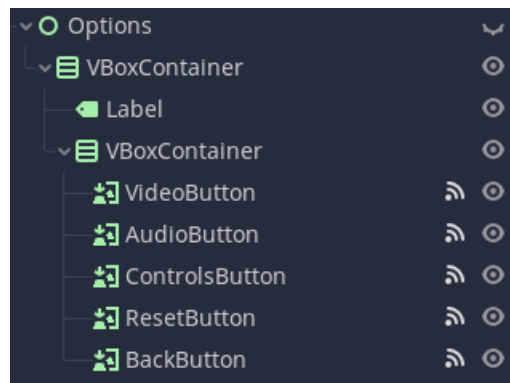 Options
VBoxContainer
Label
VBoxContainer
VideoButton
AudioButton
ControlsButton
ResetButton
BackButton